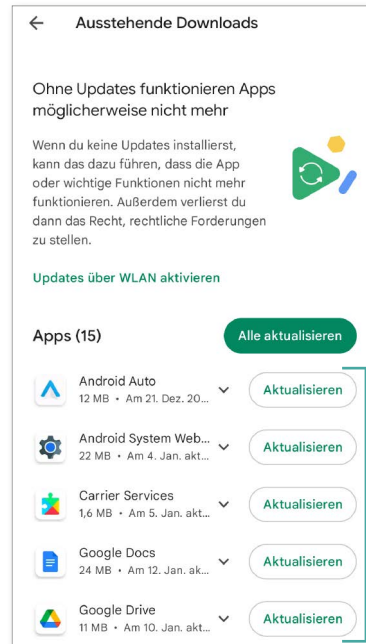 Ausstehende Downloads
Ohne Updates funktionieren Apps
möglicherweise nicht mehr
Wenn du keine Updates installierst,
kann das dazu führen, dass die App
oder wichtige Funktionen nicht mehr
funktionieren. Außerdem verlierst du
dann das Recht, rechtliche Forderungen
zu stellen.
Updates über WLAN aktivieren
Apps (15) Alle aktualisieren
Android Auto
12 MB • Am 21. Dez. 20...
Aktualisieren
Android System Web...
22 MB • Am 4. Jan. akt...
Aktualisieren
Carrier Services
1,6 MB • Am 5. Jan. akt...
Aktualisieren
Google Docs
24 MB • Am 12. Jan. ak...
Aktualisieren
Google Drive
11 MB • Am 10. Jan. akt...
Aktualisieren